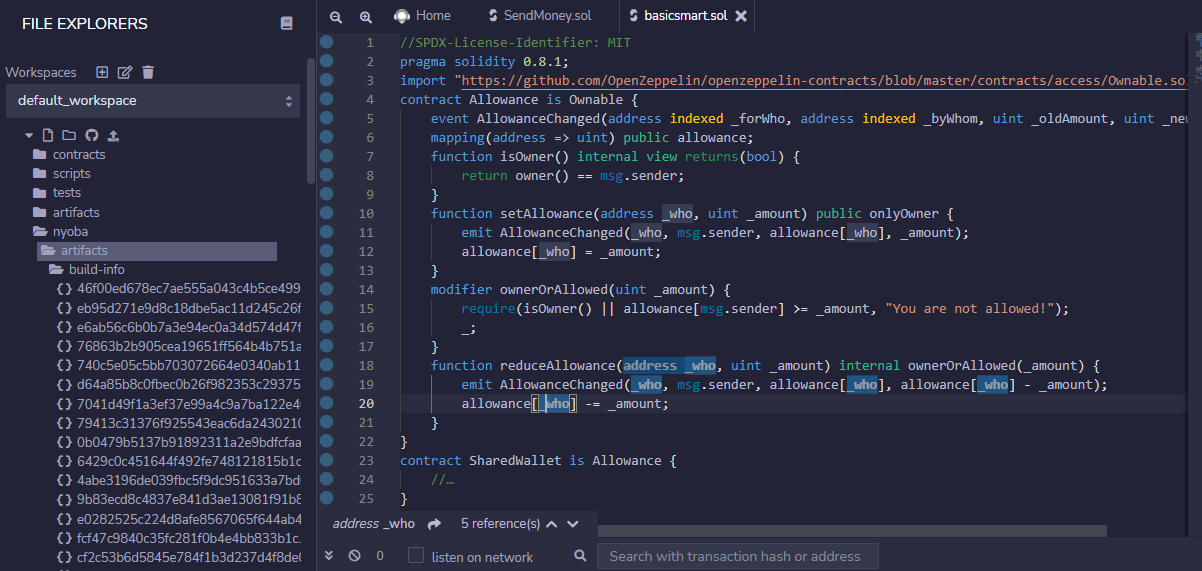 FILE EXPLORERS
Workspaces
default_workspace
contracts
scripts
tests
artifacts
nyoba
artifacts
build-info
46f00ed678ec7ae555a043c4b5ce499
eb95d271e9d8c18dbe5ac11d245c26f
e6ab56c6b0b7a3e94ec0a34d574d47f
76863b2b905cea19651ff564b4b751a
740c5e05c5bb703072664e0340ab11
d64a85b8c0fbec0b26f982353c29375
7041d49f1a3ef37e99a4c9a7ba122e4
79413c31376f925543eac6da2430210
0b0479b5137b91892311a2e9bdfcfaa
6429c0c451644f492fe748121815b1c
4abe3196de039fbc5f9dc951633a7bd
9b83ecd8c4837e841d3ae13081f91b8
e0282525c224d8afe8567065f644ab4
fcf47c9840c35fc281f0b4e4bb833b1c
cf2c53b6d5845e784f1b3d237d4f8de
Home SendMoney.sol basicsmart.sol
1 //SPDX-License-Identifier: MIT
2 pragma solidity 0.8.1;
3 import "https://github.com/OpenZeppelin/openzeppelin-contracts/blob/master/contracts/access/Ownable.so
4 contract Allowance is Ownable {
5 event AllowanceChanged(address indexed _forWho, address indexed _byWhom, uint _oldAmount, uint _new
6 mapping(address => uint) public allowance;
7 function isOwner() internal view returns(bool) {
8 return owner() == msg.sender;
9 }
10 function setAllowance(address _who, uint _amount) public onlyOwner {
11 emit AllowanceChanged(_who, msg.sender, allowance[_who], _amount);
12 allowance[_who] = _amount;
13 }
14 modifier ownerOrAllowed(uint _amount) {
15 require(isOwner() || allowance[msg.sender] >= _amount, "You are not allowed!");
16 _;
17 }
18 function reduceAllowance(address _who, uint _amount) internal ownerOrAllowed(_amount) {
19 emit AllowanceChanged(_who, msg.sender, allowance[_who], allowance[_who] - _amount);
20 allowance[_who] -= _amount;
21 }
22 }
23 contract SharedWallet is Allowance {
24 //…
25 }
address _who 5 reference(s)
0 listen on network Search with transaction hash or address